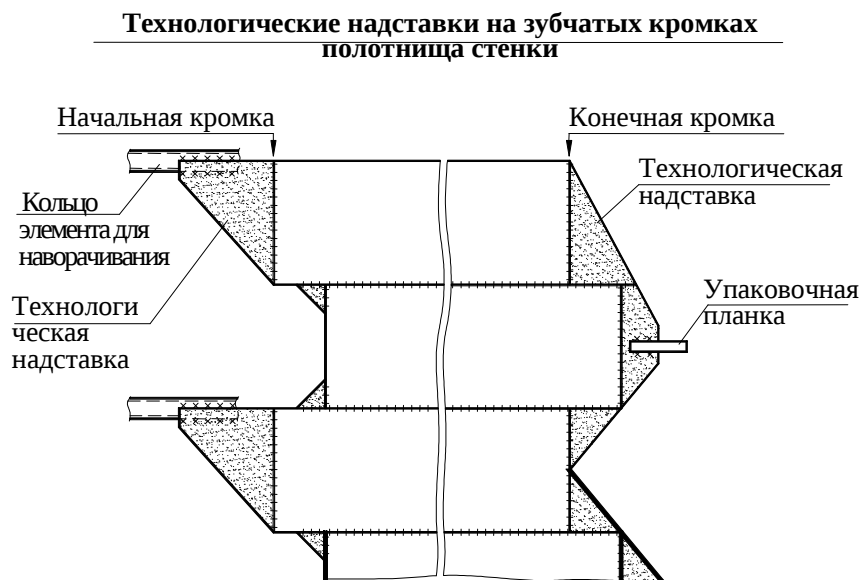 Технологические надставки на зубчатых кромках
полотнища стенки
Начальная кромка
Конечная кромка
Технологическая
надставка
Кольцо
элемента для
наворачивания
Упаковочная
планка
Технологи
ческая
надставка